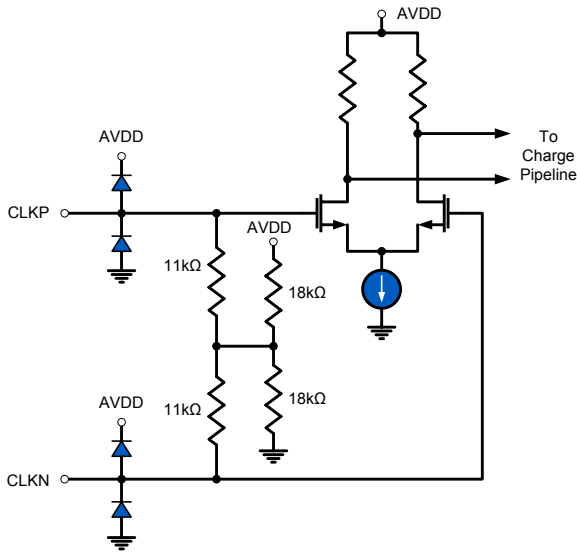 AVDD
To
Charge
Pipeline
AVDD
CLKP
AVDD
11kΩ
18kΩ
11kΩ
18kΩ
AVDD
CLKN